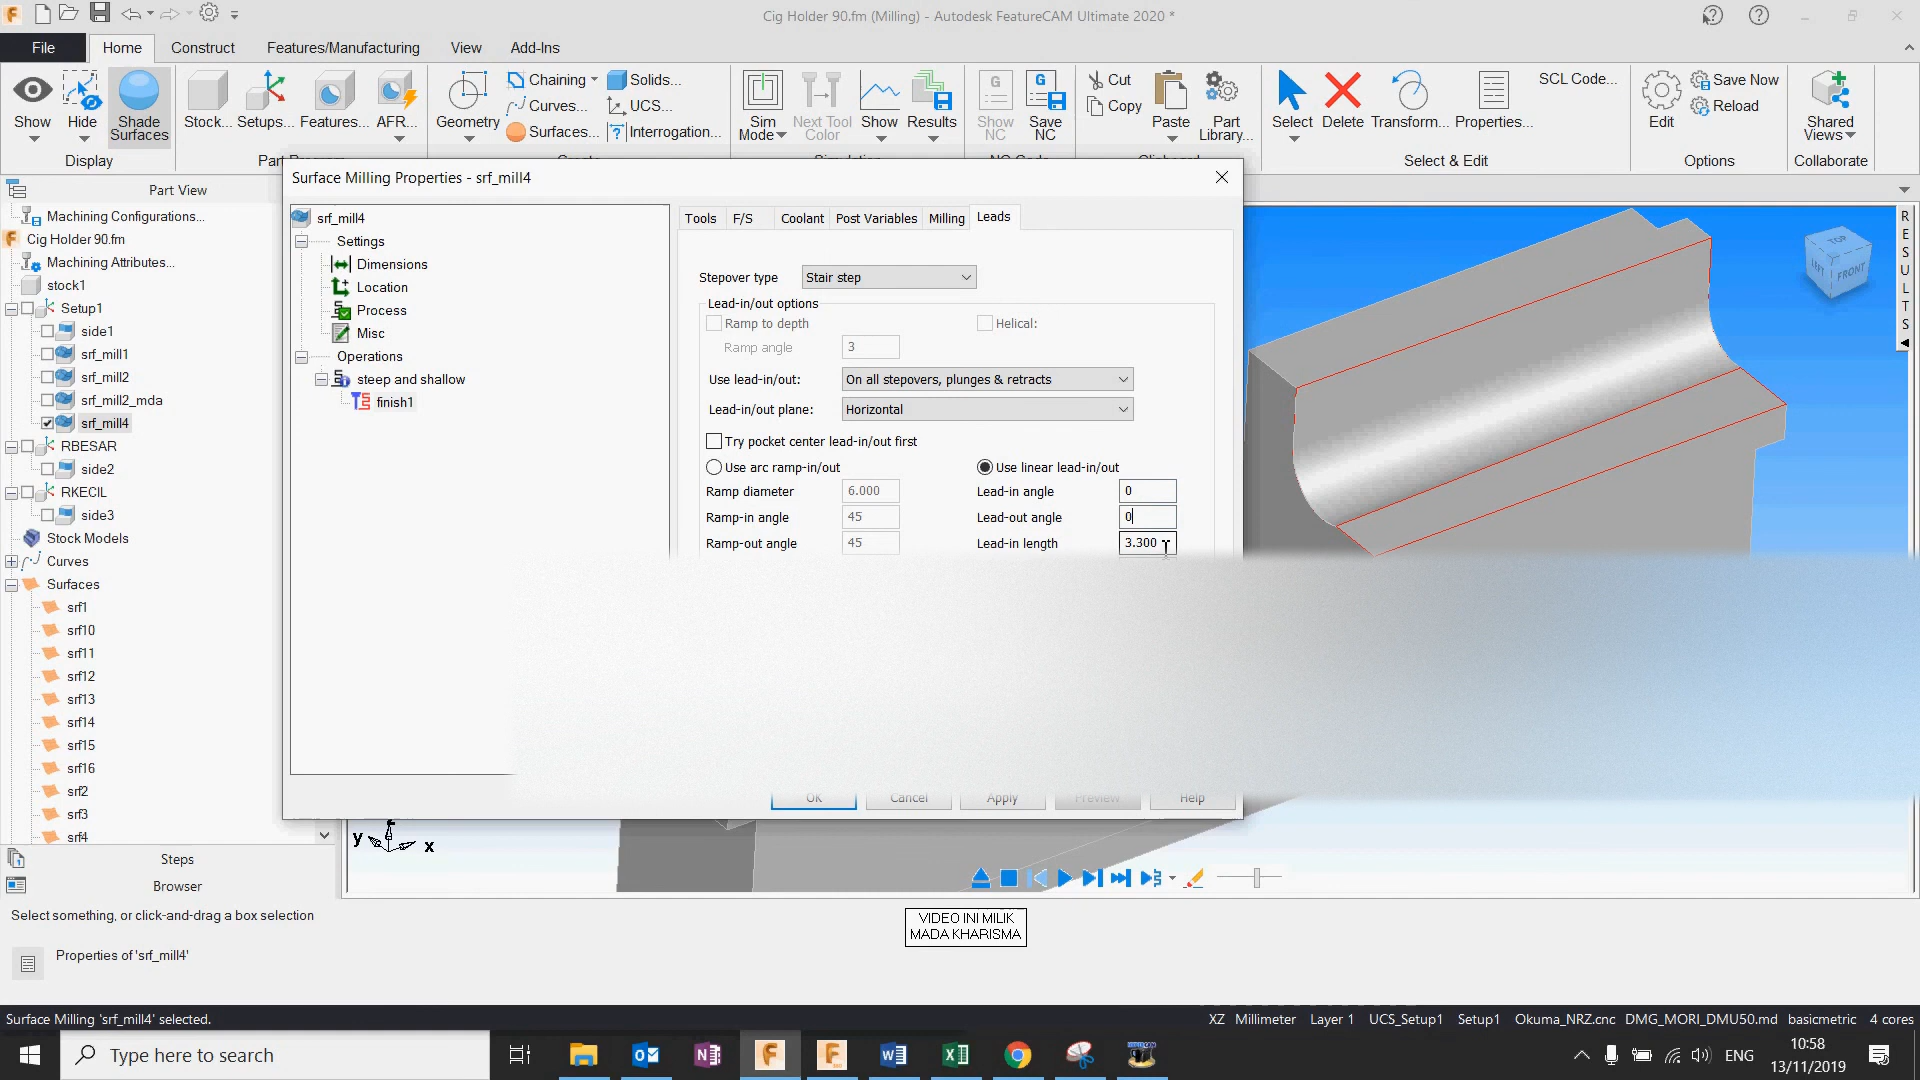 Cig Holder 90.fm (Milling) - Autodesk FeatureCAM Ultimate 2020 *
File Home Construct Features/Manufacturing View Add-Ins
Show Hide Shade Surfaces Stock... Setups... Features... AFR... Geometry Chaining Curves... Surfaces... Solids... UCS... Interrogation... Sim Mode Next Tool Color Show Results Show NC Save NC Cut Copy Paste Part Library... Select Delete Transform... Properties... SCL Code... Edit Save Now Reload Shared Views
Display Select & Edit Options Collaborate
Surface Milling Properties - srf_mill4
Part View
Machining Configurations...
Cig Holder 90.fm
Machining Attributes...
stock1
Setup1
side1
srf_mill1
srf_mill2
srf_mill2_mda
srf_mill4
RBESAR
side2
RKECIL
side3
Stock Models
Curves
Surfaces
srf1
srf10
srf11
srf12
srf13
srf14
srf15
srf16
srf2
srf3
srf4
Steps
Browser
srf_mill4
Settings
Dimensions
Location
Process
Misc
Operations
steep and shallow
finish1
Tools F/S Coolant Post Variables Milling Leads
Stepover type Stair step
Lead-in/out options
Ramp to depth Helical:
Ramp angle 3
Use lead-in/out: On all stepovers, plunges & retracts
Lead-in/out plane: Horizontal
Try pocket center lead-in/out first
Use arc ramp-in/out Use linear lead-in/out
Ramp diameter 6.000 Lead-in angle 0
Ramp-in angle 45 Lead-out angle 0
Ramp-out angle 45 Lead-in length 3.300
OK Cancel Apply Preview Help
RESULTS
TOP
LEFT FRONT
y x
Select something, or click-and-drag a box selection
Properties of 'srf_mill4'
VIDEO INI MILIK
MADA KHARISMA
Surface Milling 'srf_mill4' selected.
XZ Millimeter Layer 1 UCS_Setup1 Setup1 Okuma_NRZ.cnc DMG_MORI_DMU50.md basicmetric 4 cores
Type here to search
ENG
10:58
13/11/2019